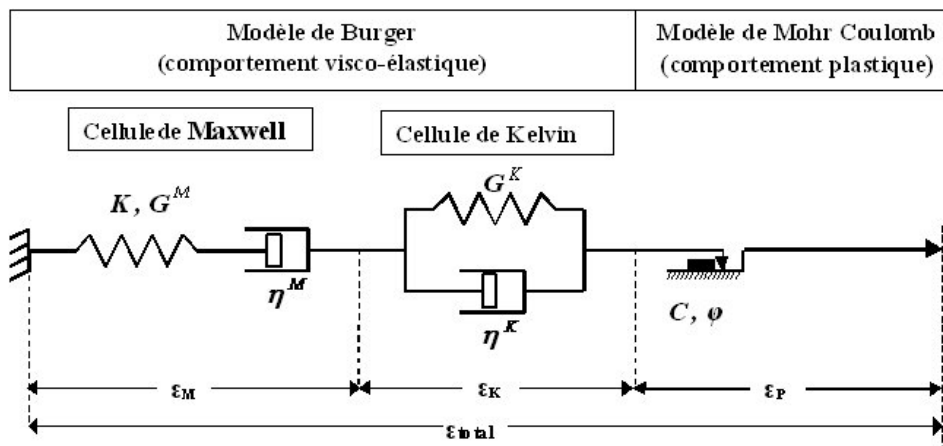 Modèle de Burger
(comportement visco-élastique)
Modèle de Mohr Coulomb
(comportement plastique)
Cellule de Maxwell
Cellule de Kelvin
K, G^M
η^M
G^K
η^K
C, φ
ε_M
ε_K
ε_P
ε_total